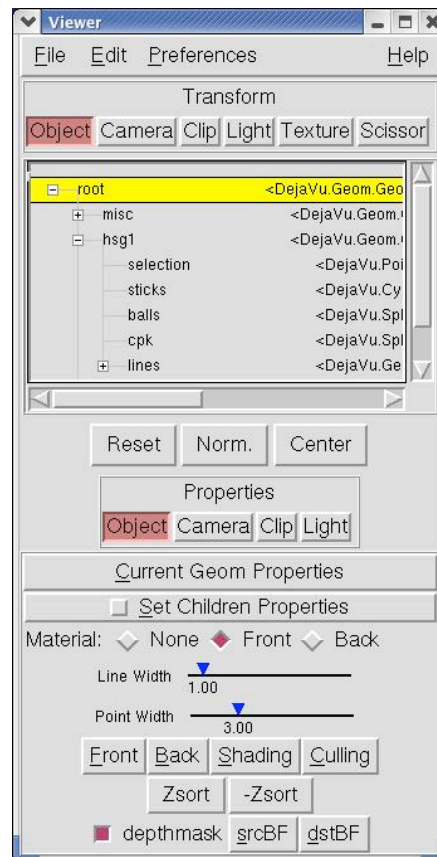 Viewer
File Edit Preferences Help
Transform
Object Camera Clip Light Texture Scissor
root <DejaVu.Geom.Geo
misc <DejaVu.Geom.
hsg1 <DejaVu.Geom.
selection <DejaVu.Poi
sticks <DejaVu.Cy
balls <DejaVu.Spl
cpk <DejaVu.Spl
lines <DejaVu.Ge
Reset Norm. Center
Properties
Object Camera Clip Light
Current Geom Properties
Set Children Properties
Material: None Front Back
Line Width
1.00
Point Width
3.00
Front Back Shading Culling
Zsort -Zsort
depthmask srcBF dstBF